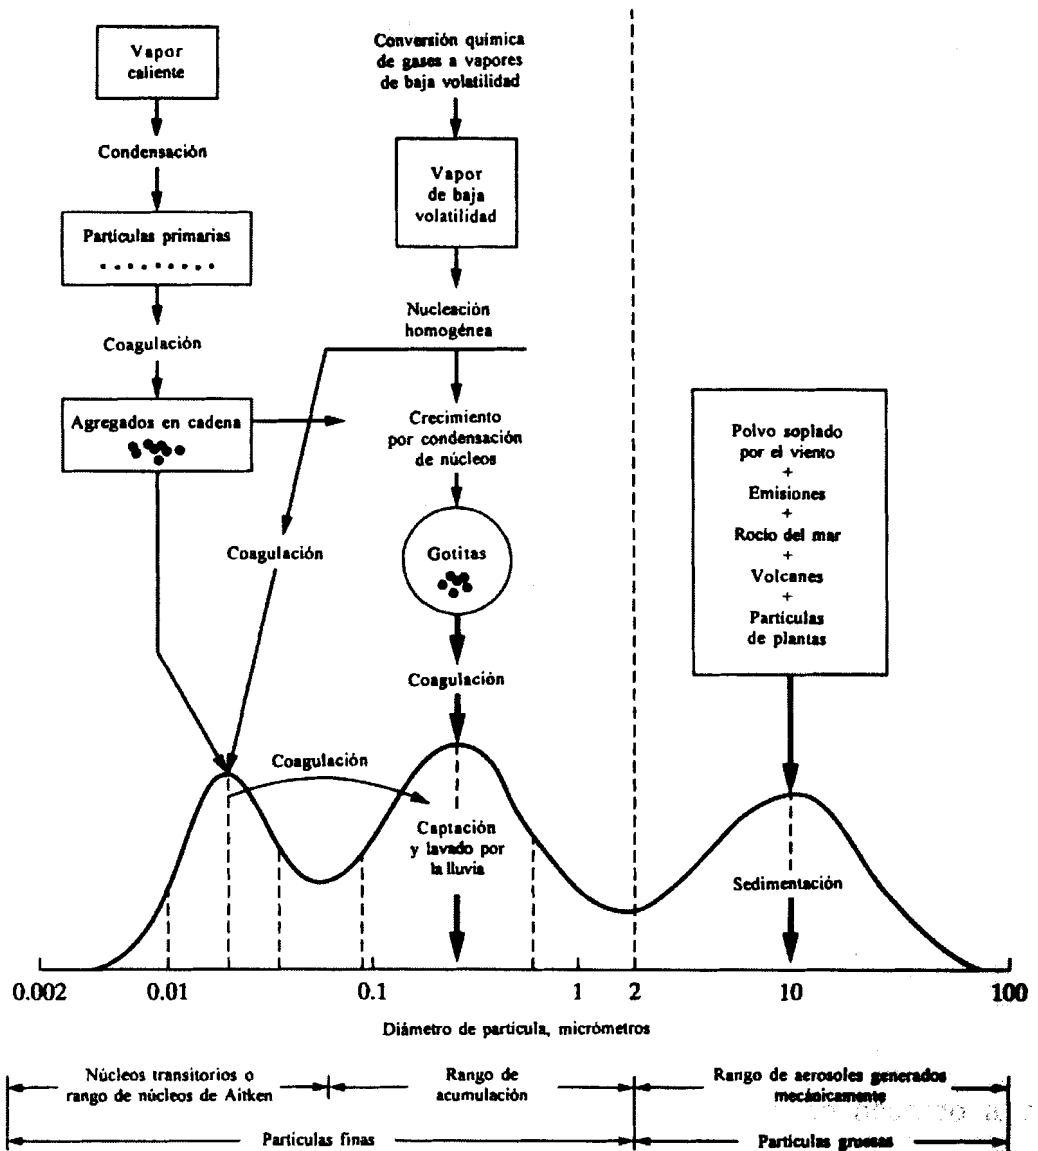 Vapor
caliente
Condensación
Partículas primarias
Coagulación
Agregados en cadena
Conversión química
de gases a vapores
de baja volatilidad
Vapor
de baja
volatilidad
Nucleación
homogénea
Crecimiento
por condensación
de núcleos
Coagulación
Gotitas
Coagulación
Coagulación
Captación
y lavado por
la lluvia
Polvo soplado
por el viento
+
Emisiones
+
Rocío del mar
+
Volcanes
+
Partículas
de plantas
Sedimentación
0.002 0.01 0.1 1 2 10 100
Diámetro de partícula, micrómetros
Núcleos transitorios o
rango de núcleos de Aitken
Rango de
acumulación
Rango de aerosoles generados
mecánicamente
Partículas finas
Partículas gruesas